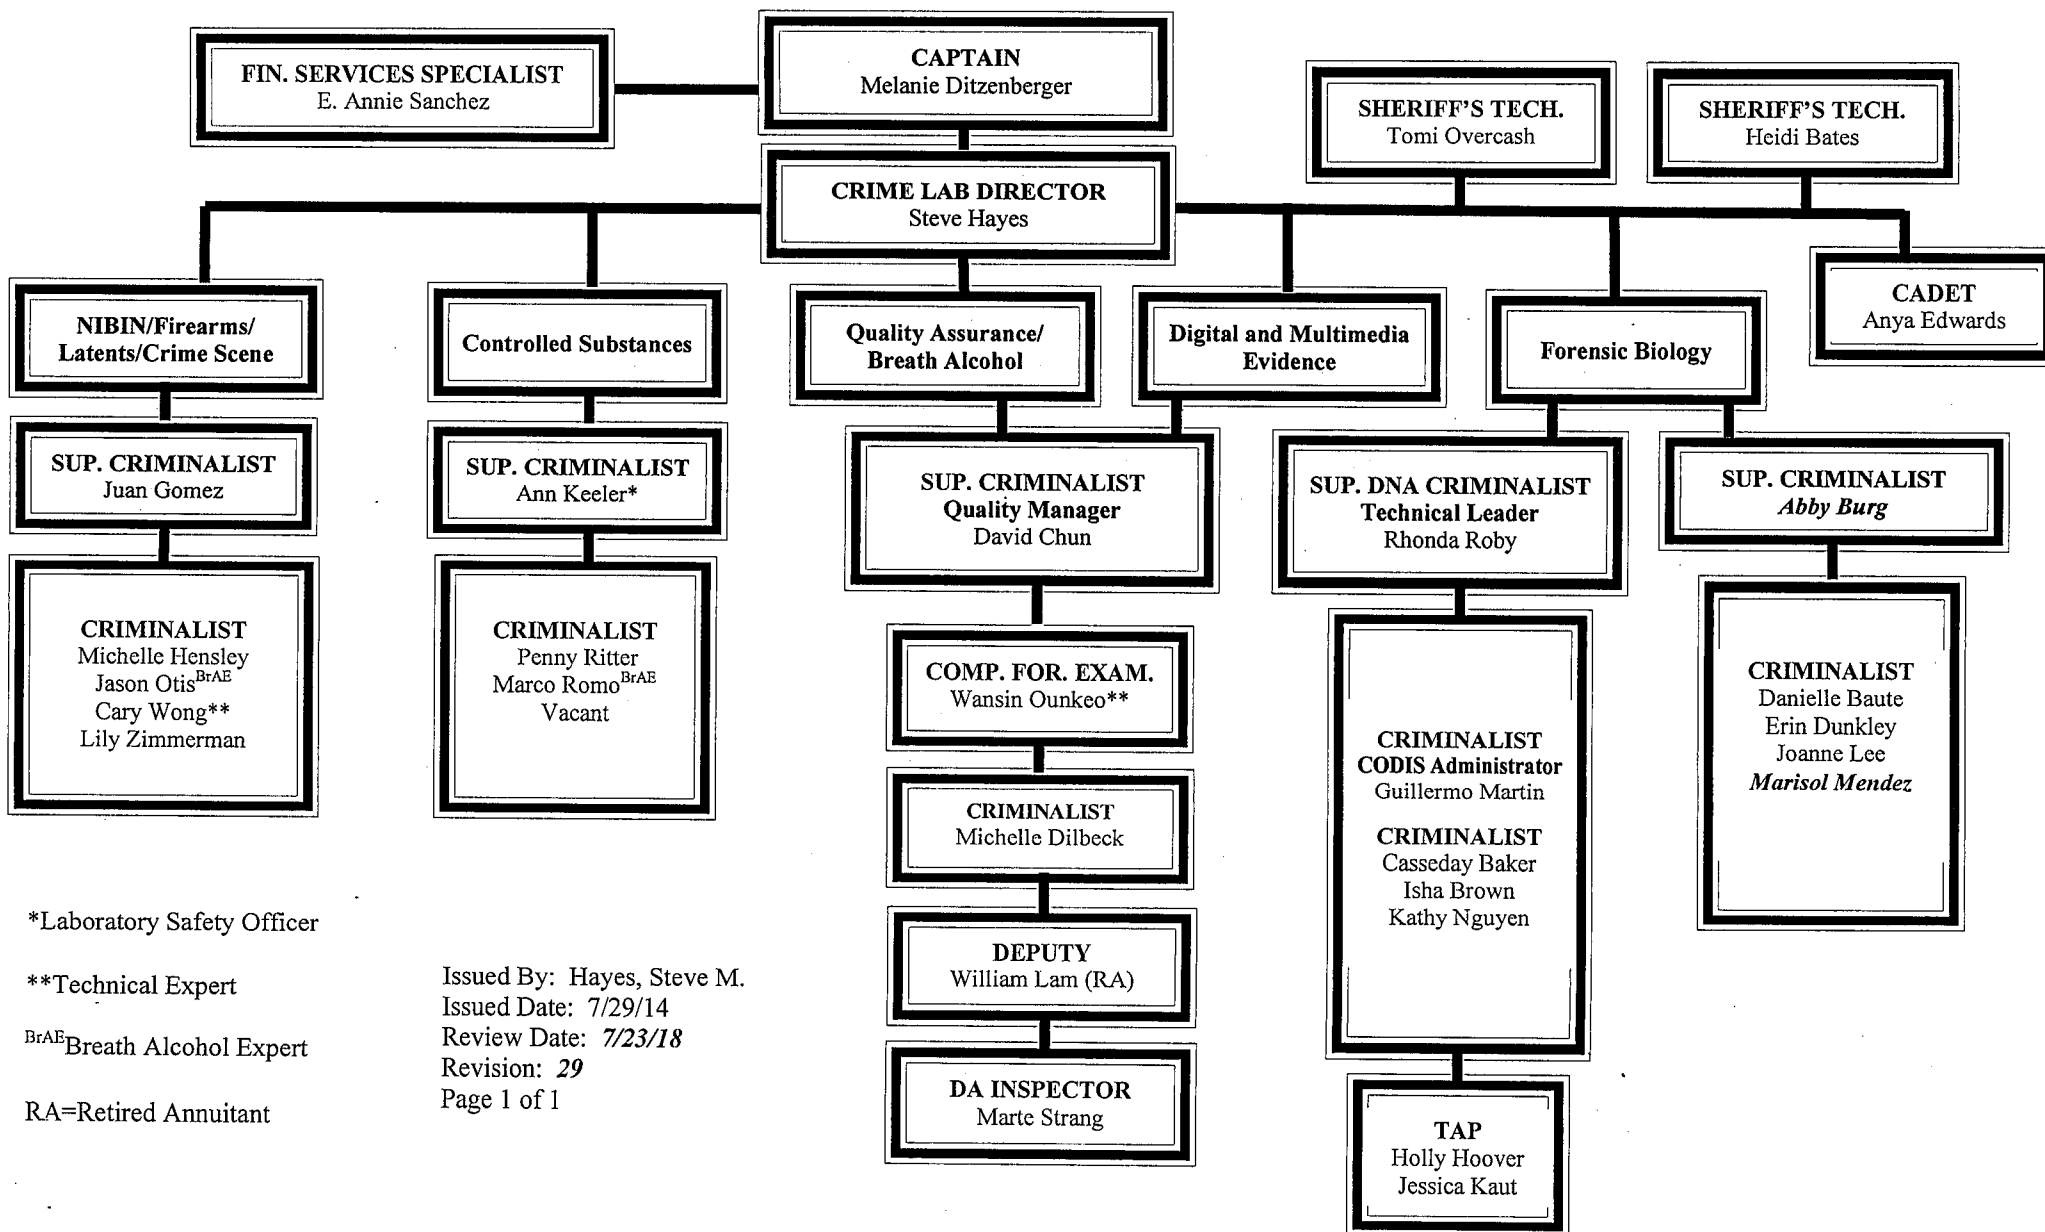 FIN. SERVICES SPECIALIST
E. Annie Sanchez
CAPTAIN
Melanie Ditzenberger
SHERIFF'S TECH.
Tomi Overcash
SHERIFF'S TECH.
Heidi Bates
CRIME LAB DIRECTOR
Steve Hayes
CADET
Anya Edwards
NIBIN/Firearms/
Latents/Crime Scene
Controlled Substances
Quality Assurance/
Breath Alcohol
Digital and Multimedia
Evidence
Forensic Biology
SUP. CRIMINALIST
Juan Gomez
SUP. CRIMINALIST
Ann Keeler*
SUP. CRIMINALIST
Quality Manager
David Chun
SUP. DNA CRIMINALIST
Technical Leader
Rhonda Roby
SUP. CRIMINALIST
Abby Burg
CRIMINALIST
Michelle Hensley
Jason Otis^BrAE
Cary Wong**
Lily Zimmerman
CRIMINALIST
Penny Ritter
Marco Romo^BrAE
Vacant
COMP. FOR. EXAM.
Wansin Ounkeo**
CRIMINALIST
Michelle Dilbeck
DEPUTY
William Lam (RA)
DA INSPECTOR
Marte Strang
CRIMINALIST
CODIS Administrator
Guillermo Martin
CRIMINALIST
Casseday Baker
Isha Brown
Kathy Nguyen
TAP
Holly Hoover
Jessica Kaut
CRIMINALIST
Danielle Baute
Erin Dunkley
Joanne Lee
Marisol Mendez
*Laboratory Safety Officer
**Technical Expert
BrAEBreath Alcohol Expert
RA=Retired Annuitant
Issued By: Hayes, Steve M.
Issued Date: 7/29/14
Review Date: 7/23/18
Revision: 29
Page 1 of 1